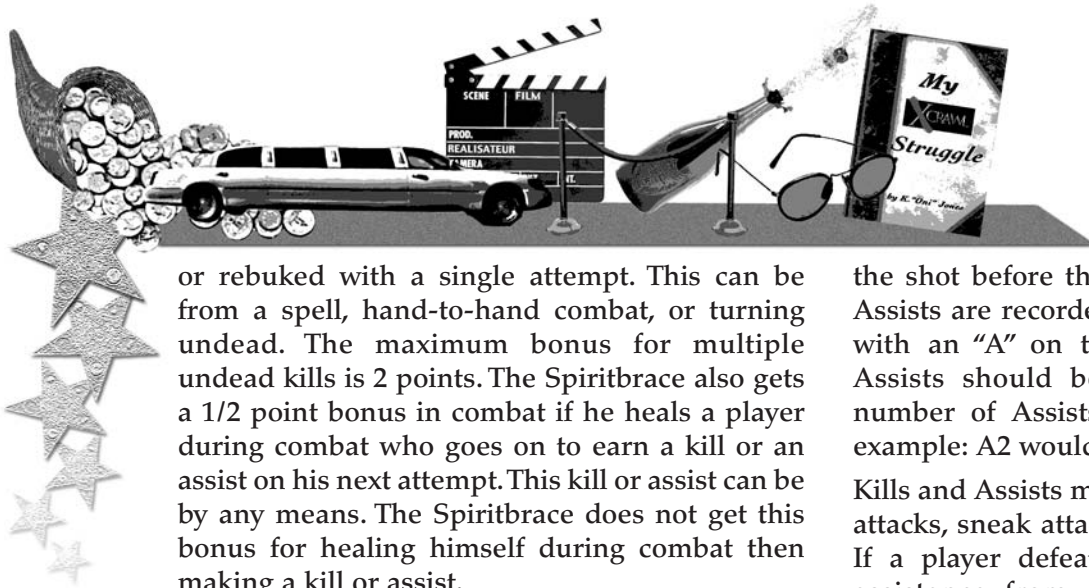 SCENE FILM
PROD.
REALISATEUR
My
XCRAWL
Struggle
by K. "Oni" Jones
or rebuked with a single attempt. This can be
from a spell, hand-to-hand combat, or turning
undead. The maximum bonus for multiple
undead kills is 2 points. The Spiritbrace also gets
a 1/2 point bonus in combat if he heals a player
during combat who goes on to earn a kill or an
assist on his next attempt. This kill or assist can be
by any means. The Spiritbrace does not get this
bonus for healing himself during combat then
making a kill or assist.
the shot before th
Assists are recorde
with an “A” on t
Assists should b
number of Assists
example: A2 would
Kills and Assists m
attacks, sneak atta
If a player defea